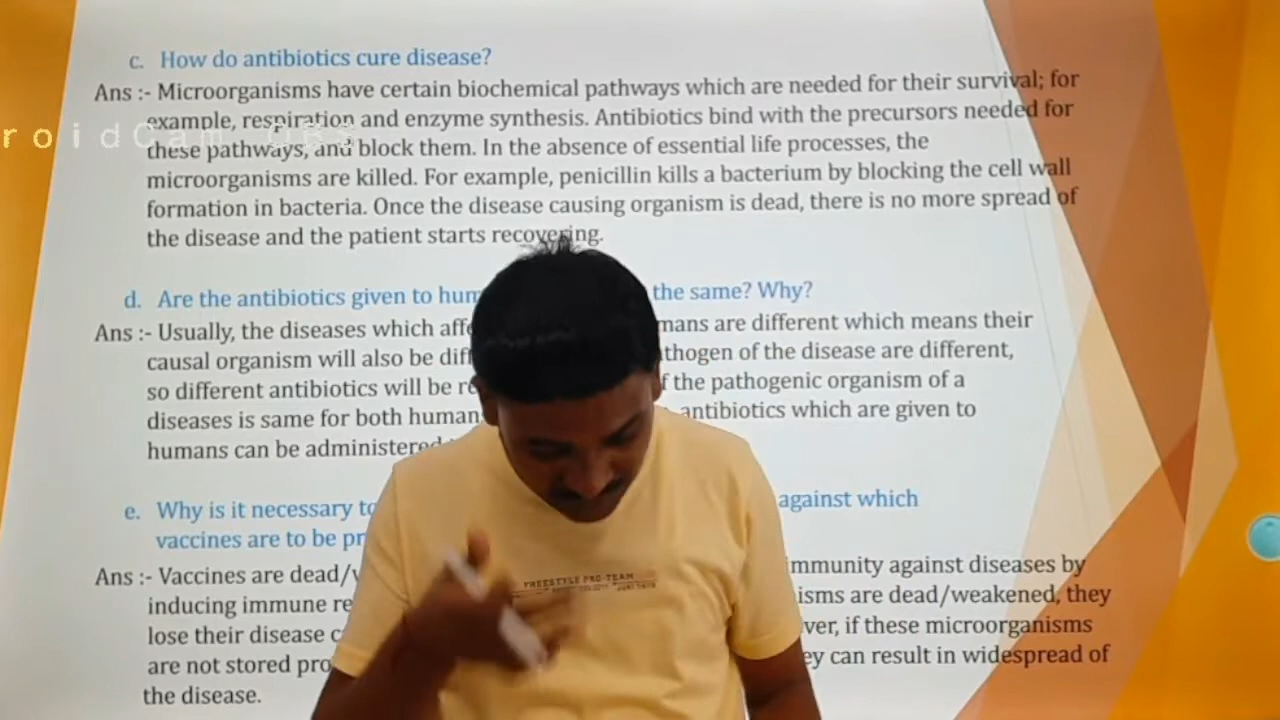 c. How do antibiotics cure disease?
Ans :- Microorganisms have certain biochemical pathways which are needed for their survival; for
example, respiration and enzyme synthesis. Antibiotics bind with the precursors needed for
roidCam OBS
these pathways, and block them. In the absence of essential life processes, the
microorganisms are killed. For example, penicillin kills a bacterium by blocking the cell wall
formation in bacteria. Once the disease causing organism is dead, there is no more spread of
the disease and the patient starts recovering.
d. Are the antibiotics given to hum the same? Why?
Ans :- Usually, the diseases which affe mans are different which means their
causal organism will also be diff thogen of the disease are different,
so different antibiotics will be re f the pathogenic organism of a
diseases is same for both human antibiotics which are given to
humans can be administered
e. Why is it necessary to against which
vaccines are to be pr
Ans :- Vaccines are dead/w mmunity against diseases by
inducing immune re isms are dead/weakened, they
lose their disease c ver, if these microorganisms
are not stored pro ey can result in widespread of
the disease.
FREESTYLE PRO-TEAM